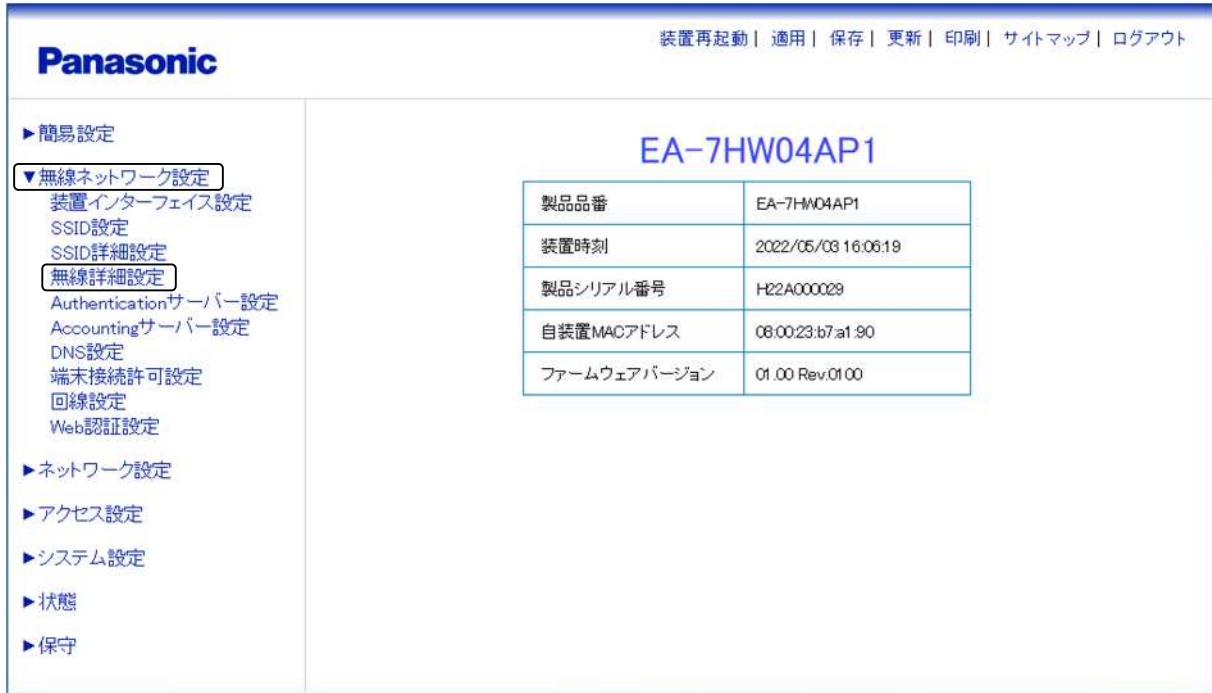 Panasonic
装置再起動| 適用| 保存| 更新| 印刷| サイトマップ| ログアウト
►簡易設定
▼無線ネットワーク設定
装置インターフェイス設定
SSID設定
SSID詳細設定
無線詳細設定
Authenticationサーバー設定
Accountingサーバー設定
DNS設定
端末接続許可設定
回線設定
Web認証設定
►ネットワーク設定
►アクセス設定
►システム設定
►状態
►保守
EA-7HW04AP1
製品品番 EA-7HW04AP1
装置時刻 2022/05/03 16:06:19
製品シリアル番号 H22A000029
自装置MACアドレス 08:00:23:b7:a1:90
ファームウェアバージョン 01.00 Rev.0100